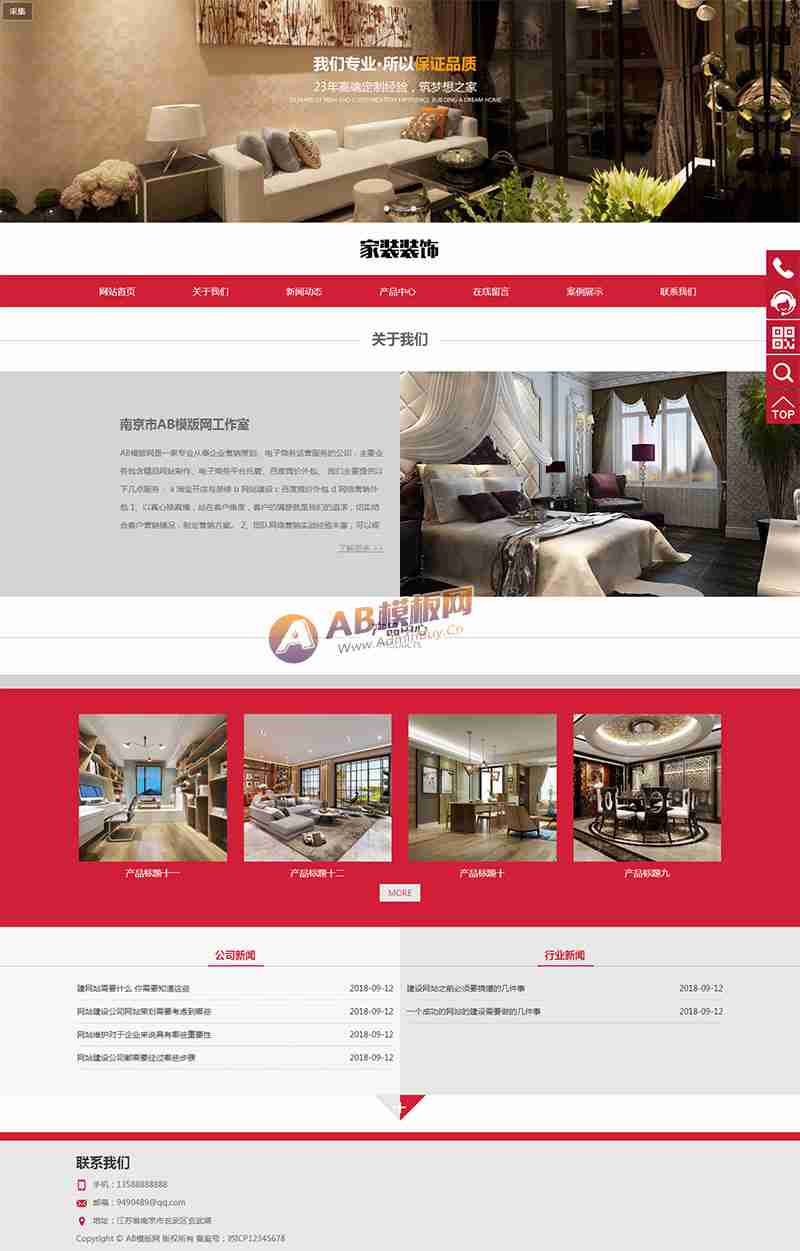 采集
我们专业·所以保证品质
23年高端定制经验，筑梦想之家
家装装饰
网站首页 关于我们 新闻动态 产品中心 在线留言 案例展示 联系我们
关于我们
TOP
南京市AB模版网工作室
AB模版网是一家专业从事企业营销策划、电子商务运营服务的公司，主要业
务包含精品网站制作、电子商务平台托管、百度竞价外包。 我们主要提供以
下几点服务： a 淘宝开店与装修 b 网站建设 c 百度竞价外包 d 网络营销外
包 1、以真心换真情，站在客户角度，客户的满意就是我们的追求，切实结
合客户营销情况，制定营销方案。 2、团队网络营销实战经验丰富，可以根
了解更多 >>
AB模板网
Www.AdminBuy.Cn
产品标题十一 产品标题十二 产品标题十 产品标题九
MORE
公司新闻 行业新闻
建网站需要什么 你需要知道这些 2018-09-12
网站建设公司网站策划需要考虑到哪些 2018-09-12
网站维护对于企业来说具有哪些重要性 2018-09-12
网站建设公司都需要经过哪些步骤 2018-09-12
建设网站之前必须要搞懂的几件事 2018-09-12
一个成功的网站的建设需要做的几件事 2018-09-12
+
联系我们
手机：13588888888
邮箱：9490489@qq.com
地址：江苏省南京市玄武区玄武湖
Copyright © AB模板网 版权所有 备案号：苏ICP12345678